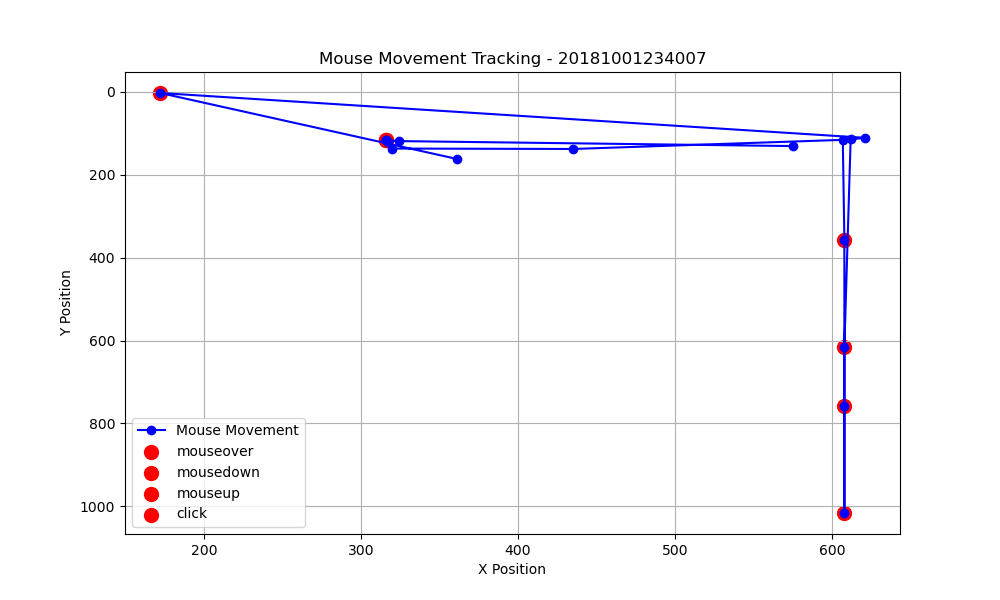 Mouse Movement Tracking - 20181001234007
0
200
400
600
800
1000
Y Position
Mouse Movement
mouseover
mousedown
mouseup
click
200 300 400 500 600
X Position